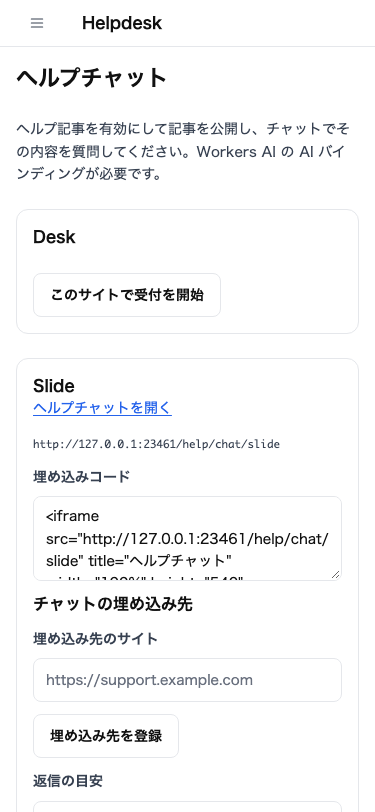 Helpdesk
ヘルプチャット
ヘルプ記事を有効にして記事を公開し、チャットでそ
の内容を質問してください。Workers AI の AI バイ
ンディングが必要です。
Desk
このサイトで受付を開始
Slide
ヘルプチャットを開く
http://127.0.0.1:23461/help/chat/slide
埋め込みコード
<iframe
src="http://127.0.0.1:23461/help/chat/
slide" title="ヘルプチャット"
チャットの埋め込み先
埋め込み先のサイト
https://support.example.com
埋め込み先を登録
返信の目安